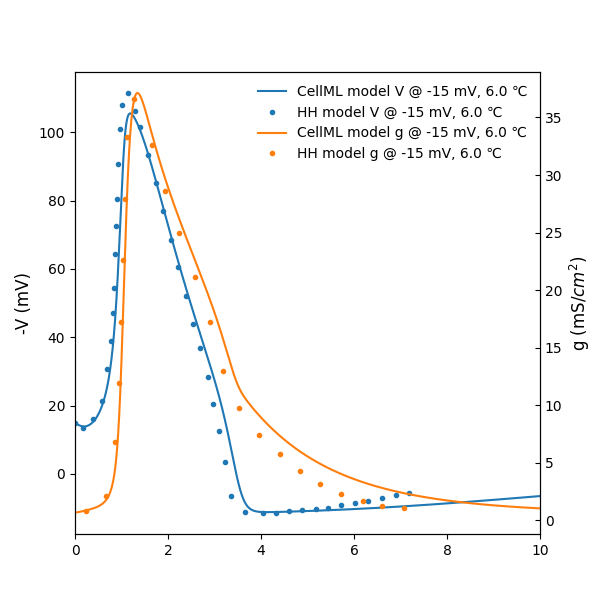 CellML model V @ -15 mV, 6.0 ℃
HH model V @ -15 mV, 6.0 ℃
CellML model g @ -15 mV, 6.0 ℃
HH model g @ -15 mV, 6.0 ℃
-V (mV)
100
80
60
40
20
0
g (mS/cm²)
35
30
25
20
15
10
5
0
0 2 4 6 8 10